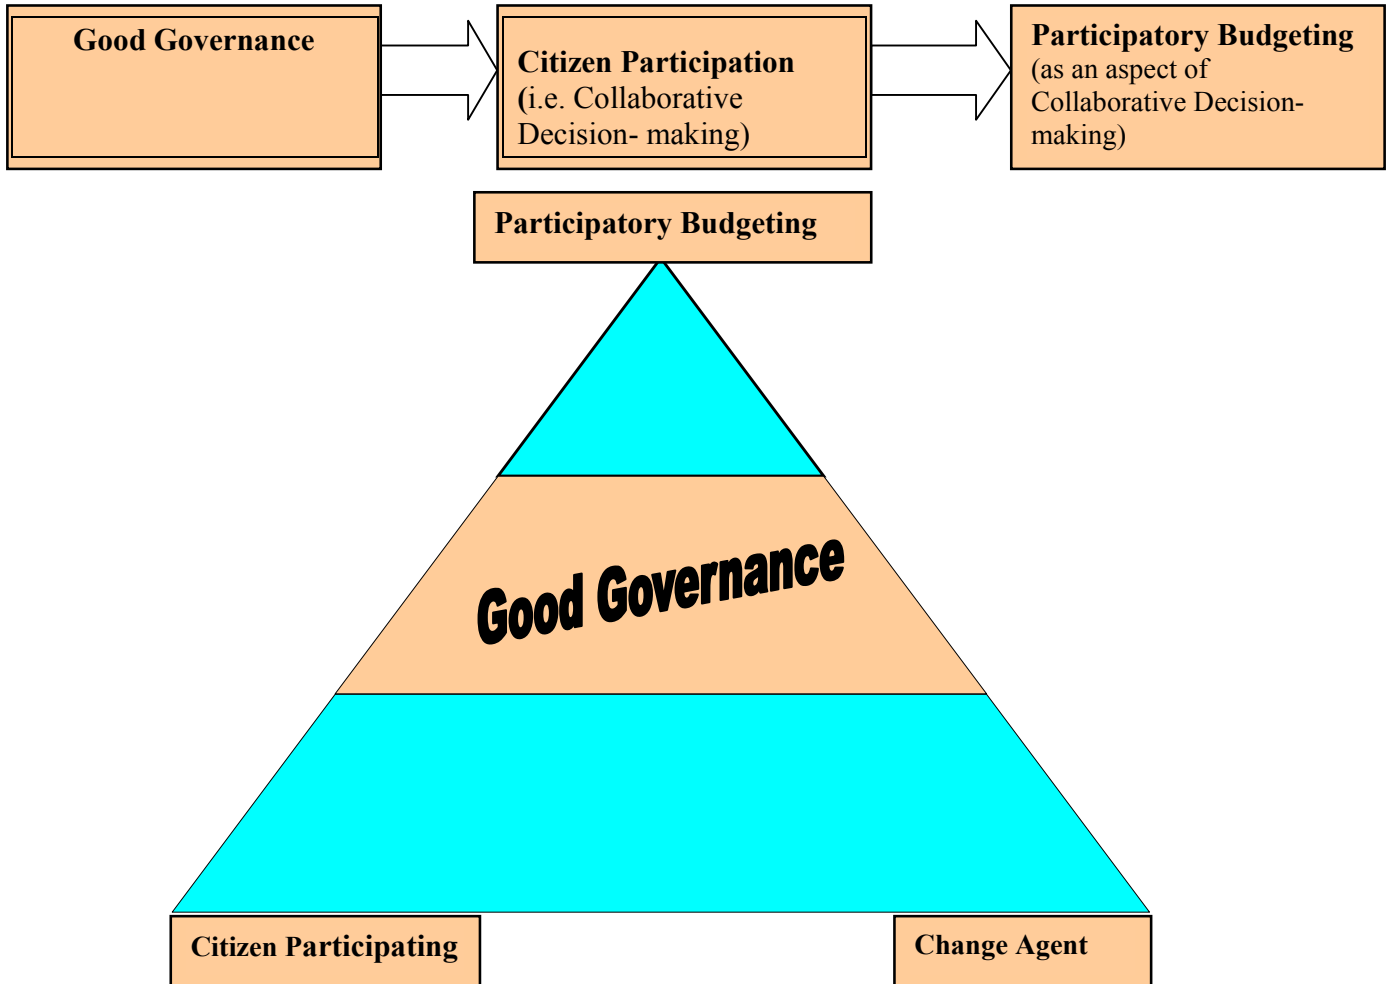 Good Governance
Citizen Participation
(i.e. Collaborative
Decision- making)
Participatory Budgeting
(as an aspect of
Collaborative Decision-
making)
Participatory Budgeting
Good Governance
Citizen Participating
Change Agent